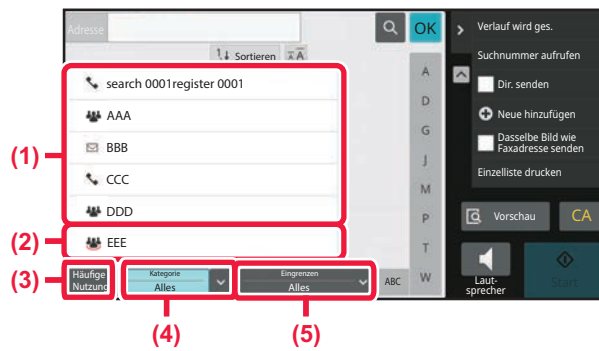 Adresse
OK
Sortieren
search 0001register 0001
AAA
BBB
CCC
DDD
EEE
A
D
G
J
M
P
T
W
Häufige
Nutzung
Kategorie
Alles
Eingrenzen
Alles
ABC
Verlauf wird ges.
Suchnummer aufrufen
Dir. senden
Neue hinzufügen
Dasselbe Bild wie
Faxadresse senden
Einzelliste drucken
Vorschau
CA
Laut-
sprecher
Start
(1)
(2)
(3)
(4)
(5)